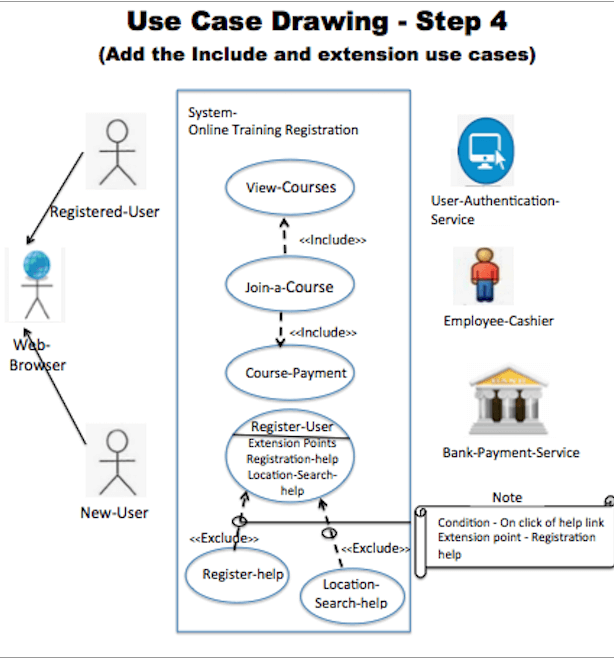 Use Case Drawing - Step 4
(Add the Include and extension use cases)
System-
Online Training Registration
View-Courses
<<Include>>
Join-a-Course
<<Include>>
Course-Payment
Register-User
Extension Points
Registration-help
Location-Search-
help
<<Exclude>>
<<Exclude>>
Register-help
Location-
Search-help
Registered-User
Web-
Browser
New-User
User-Authentication-
Service
Employee-Cashier
Bank-Payment-Service
Note
Condition - On click of help link
Extension point - Registration
help